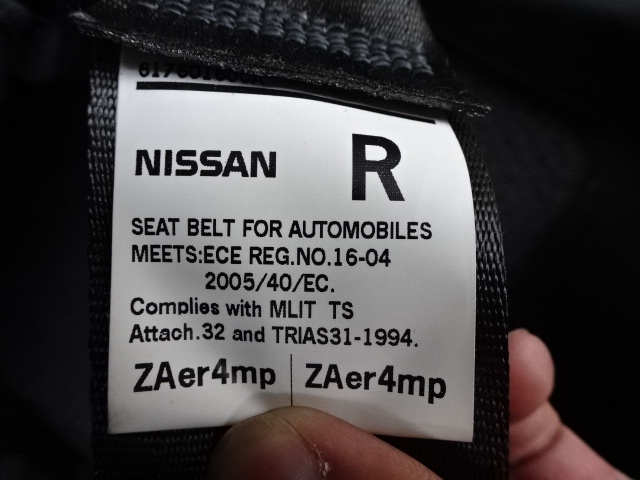 NISSAN R
SEAT BELT FOR AUTOMOBILES
MEETS:ECE REG.NO.16-04
2005/40/EC.
Complies with MLIT TS
Attach.32 and TRIAS31-1994.
ZAer4mp ZAer4mp